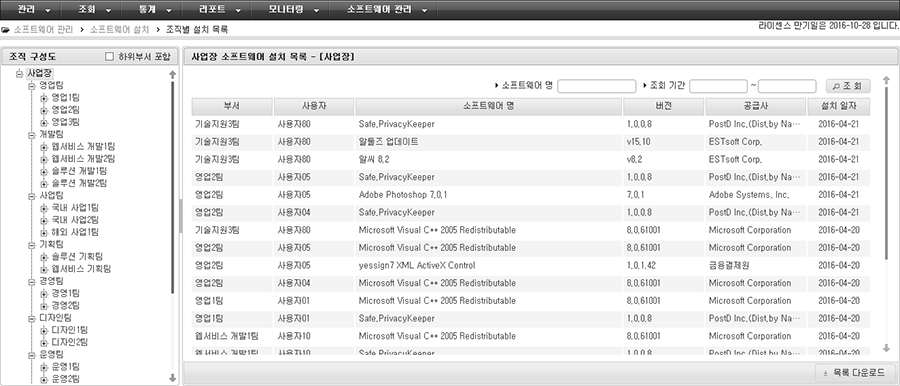 관리 조회 통계 리포트 모니터링 소프트웨어 관리
소프트웨어 관리 > 소프트웨어 설치 > 조직별 설치 목록
라이센스 만기일은 2016-10-28 입니다.
조직 구성도 하위부서 포함
사업장
영업팀
영업1팀
영업2팀
영업3팀
개발팀
웹서비스 개발1팀
웹서비스 개발2팀
솔루션 개발1팀
솔루션 개발2팀
사업팀
국내 사업1팀
국내 사업2팀
해외 사업1팀
기획팀
솔루션 기획팀
웹서비스 기획팀
경영팀
경영1팀
경영2팀
디자인팀
디자인1팀
디자인2팀
운영팀
운영1팀
운영2팀
사업장 소프트웨어 설치 목록 - [사업장]
소프트웨어 명 조회 기간 ~ 조 회
부서 사용자 소프트웨어 명 버전 공급사 설치 일자
기술지원3팀 사용자80 Safe.PrivacyKeeper 1.0.0.8 PostD Inc.(Dist.by Na… 2016-04-21
기술지원3팀 사용자80 알툴즈 업데이트 v15.10 ESTsoft Corp. 2016-04-21
기술지원3팀 사용자80 알씨 8.2 v8.2 ESTsoft Corp. 2016-04-21
영업2팀 사용자05 Safe.PrivacyKeeper 1.0.0.8 PostD Inc.(Dist.by Na… 2016-04-21
영업2팀 사용자05 Adobe Photoshop 7.0.1 7.0.1 Adobe Systems, Inc. 2016-04-21
영업2팀 사용자04 Safe.PrivacyKeeper 1.0.0.8 PostD Inc.(Dist.by Na… 2016-04-21
기술지원3팀 사용자80 Microsoft Visual C++ 2005 Redistributable 8.0.61001 Microsoft Corporation 2016-04-20
영업2팀 사용자05 Microsoft Visual C++ 2005 Redistributable 8.0.61001 Microsoft Corporation 2016-04-20
영업2팀 사용자05 yessign7 XML ActiveX Control 1.0.1.42 금융결제원 2016-04-20
영업2팀 사용자04 Microsoft Visual C++ 2005 Redistributable 8.0.61001 Microsoft Corporation 2016-04-20
영업1팀 사용자01 Microsoft Visual C++ 2005 Redistributable 8.0.61001 Microsoft Corporation 2016-04-20
영업1팀 사용자01 Safe.PrivacyKeeper 1.0.0.8 PostD Inc.(Dist.by Na… 2016-04-20
웹서비스 개발1팀 사용자10 Microsoft Visual C++ 2005 Redistributable 8.0.61001 Microsoft Corporation 2016-04-20
웹서비스 개발1팀 사용자10 Safe.PrivacyKeeper 1.0.0.8 PostD Inc.(Dist.by Na… 2016-04-20
목록 다운로드